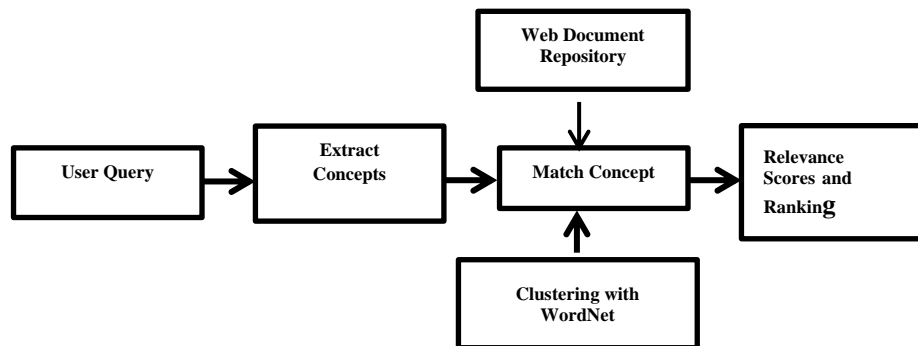 Web Document
Repository
User Query
Extract
Concepts
Match Concept
Relevance
Scores and
Ranking
Clustering with
WordNet